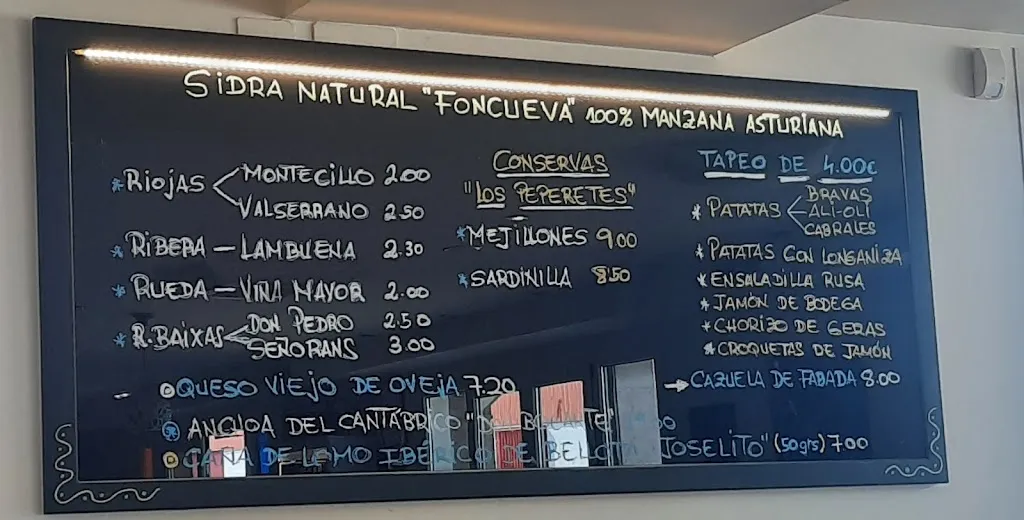 SiDRA NATURAL "FONCUEVA" 100% MANZANA ASTURIANA
* RIOJAS MONTECILLO 2.00
VALSERRANO 2.50
* RIBERA — LAMBUENA 2.30
* RUEDA — VIÑA MAYOR 2.00
* R. BAIXAS DON PEDRO 2.50
SEÑORANS 3.00
CONSERVAS
"LOS PEPERETES"
* MEJILLONES 9.00
* SARDINILLA 8.50
TAPEO DE 4.00€
* PATATAS BRAVAS
ALI-OLI
CABRALES
* PATATAS CON LONGANIZA
* ENSALADILLA RUSA
* JAMÓN DE BODEGA
* CHORIZO DE GERAS
* CROQUETAS DE JAMÓN
→ CAZUELA DE FABADA 8.00
QUESO VIEJO DE OVEJA 7.20
ANCHOA DEL CANTÁBRICO
CAÑA DE LOMO IBÉRICO DE BELLOTA "JOSELITO" (50grs) 7.00